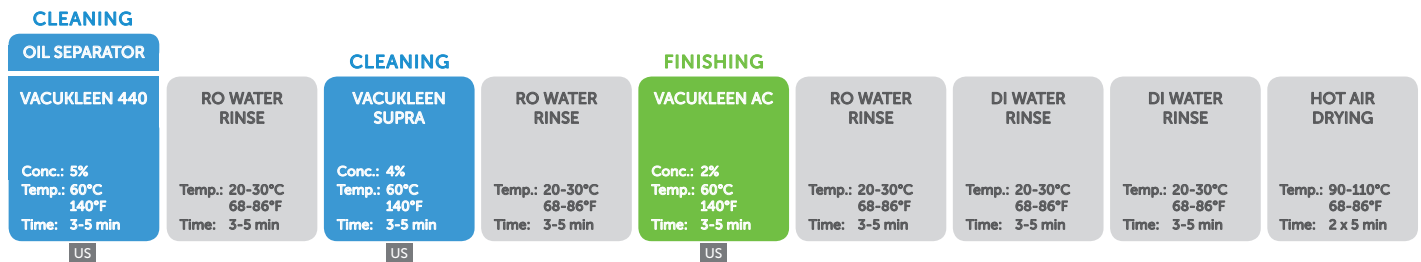 CLEANING
OIL SEPARATOR
VACUKLEEN 440
Conc.: 5%
Temp.: 60°C
140°F
Time: 3-5 min
US
RO WATER
RINSE
Temp.: 20-30°C
68-86°F
Time: 3-5 min
CLEANING
VACUKLEEN
SUPRA
Conc.: 4%
Temp.: 60°C
140°F
Time: 3-5 min
US
RO WATER
RINSE
Temp.: 20-30°C
68-86°F
Time: 3-5 min
FINISHING
VACUKLEEN AC
Conc.: 2%
Temp.: 60°C
140°F
Time: 3-5 min
US
RO WATER
RINSE
Temp.: 20-30°C
68-86°F
Time: 3-5 min
DI WATER
RINSE
Temp.: 20-30°C
68-86°F
Time: 3-5 min
DI WATER
RINSE
Temp.: 20-30°C
68-86°F
Time: 3-5 min
HOT AIR
DRYING
Temp.: 90-110°C
68-86°F
Time: 2 x 5 min